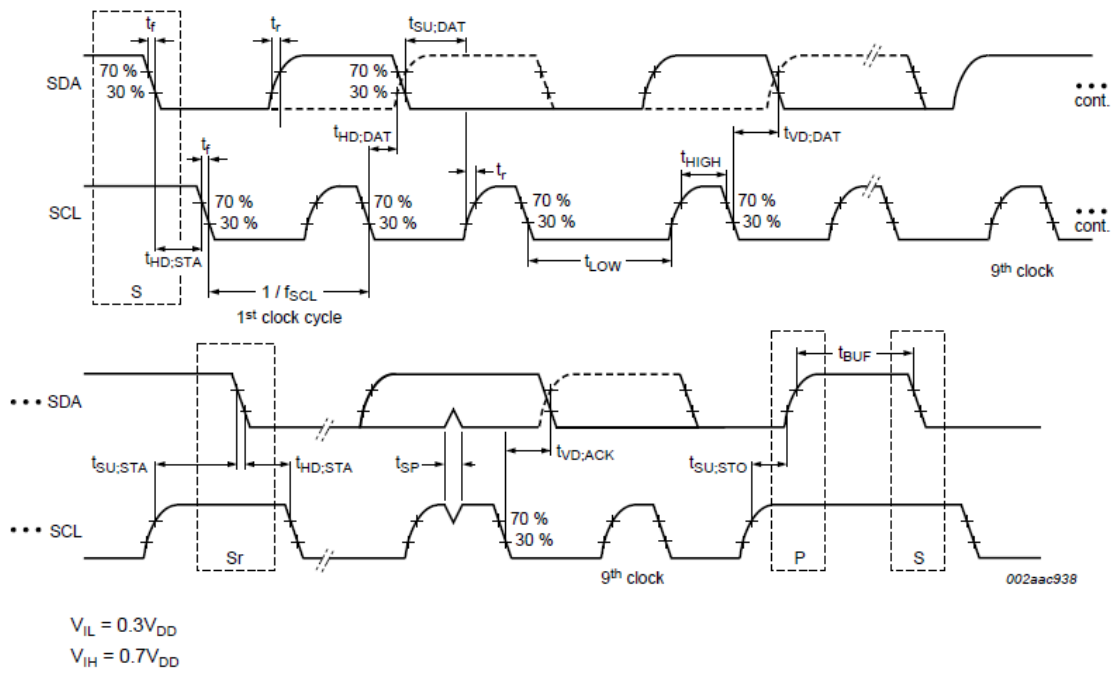 tf tr tSU;DAT
SDA 70 % 30 % 70 % 30 % ••• cont.
tHD;DAT tVD;DAT
tf tr tHIGH
SCL 70 % 30 % 70 % 30 % 70 % 30 % 70 % 30 % ••• cont.
tHD;STA tLOW 9th clock
S 1 / fSCL
1st clock cycle
tBUF
••• SDA
tSU;STA tHD;STA tSP tVD;ACK tSU;STO
••• SCL 70 % 30 %
Sr 9th clock P S 002aac938
VIL = 0.3VDD
VIH = 0.7VDD